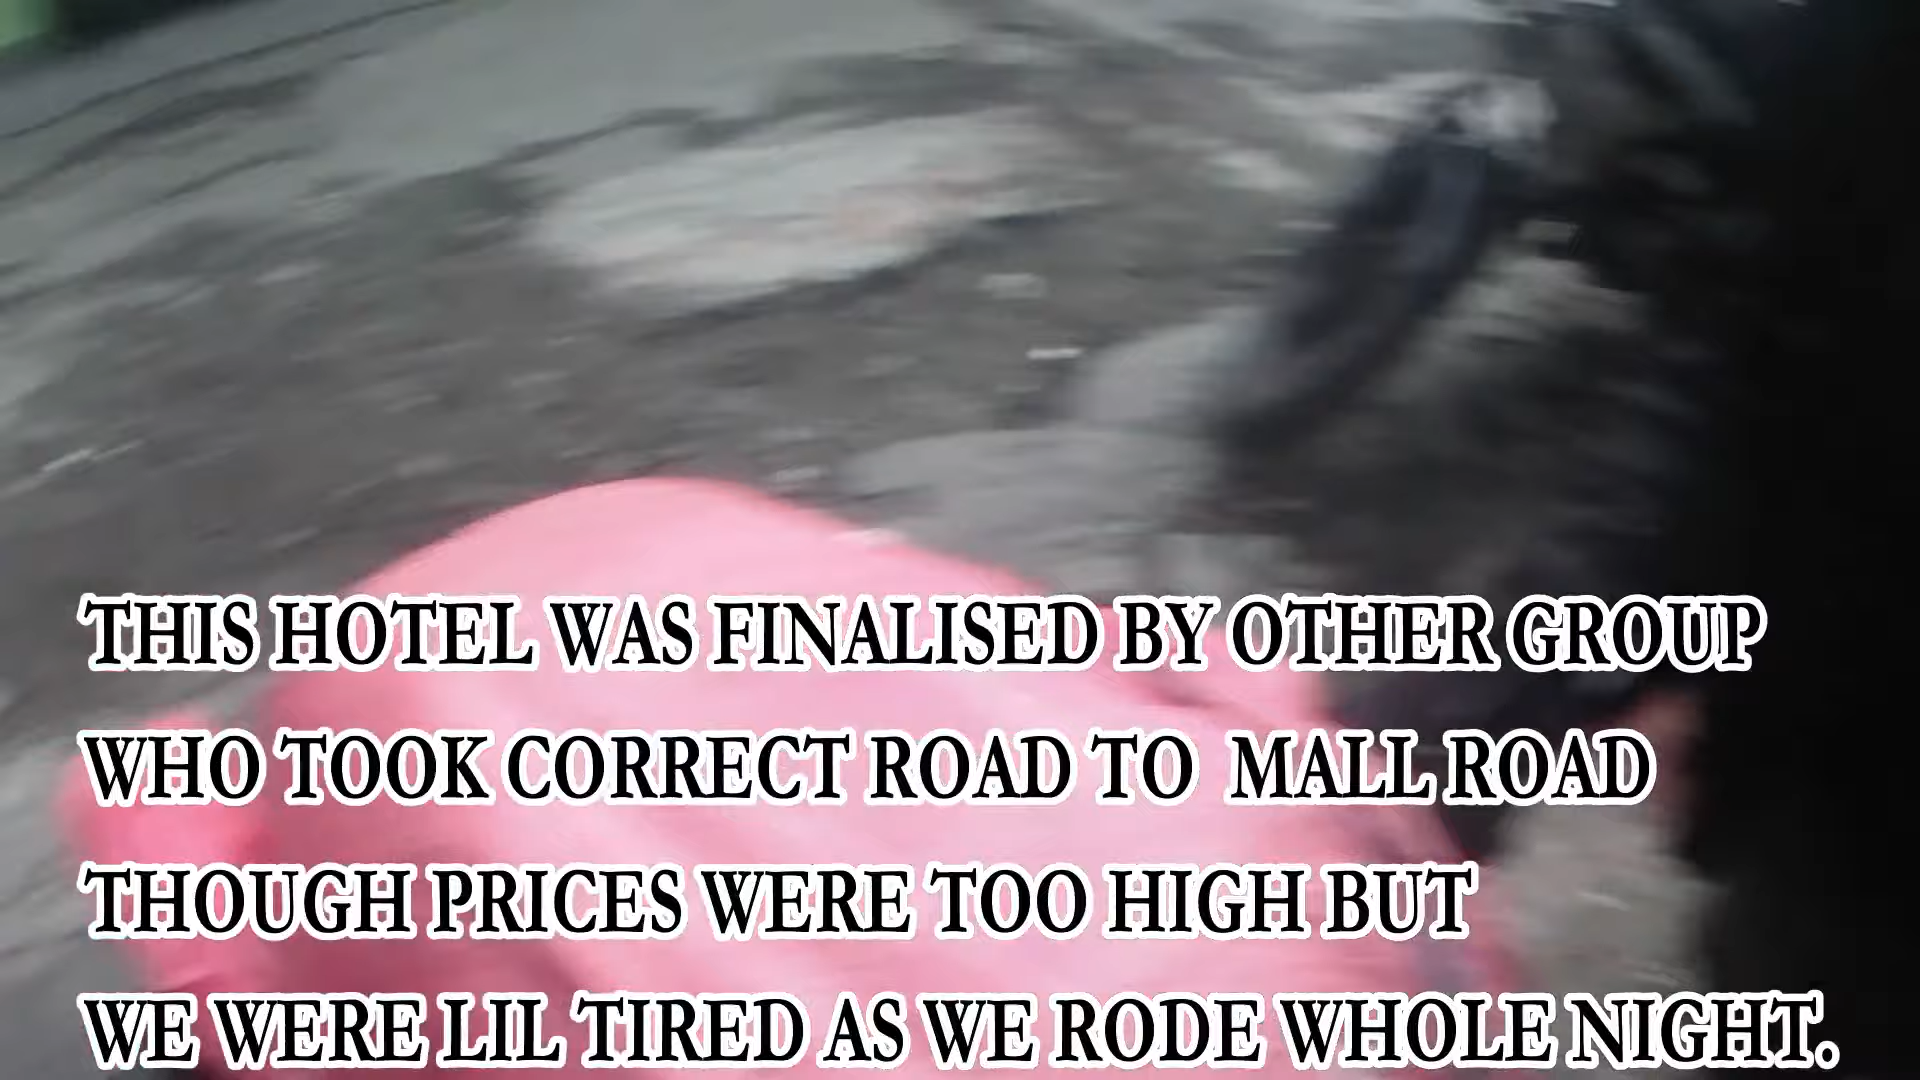 THIS HOTEL WAS FINALISED BY OTHER GROUP
WHO TOOK CORRECT ROAD TO MALL ROAD
THOUGH PRICES WERE TOO HIGH BUT
WE WERE LIL TIRED AS WE RODE WHOLE NIGHT.